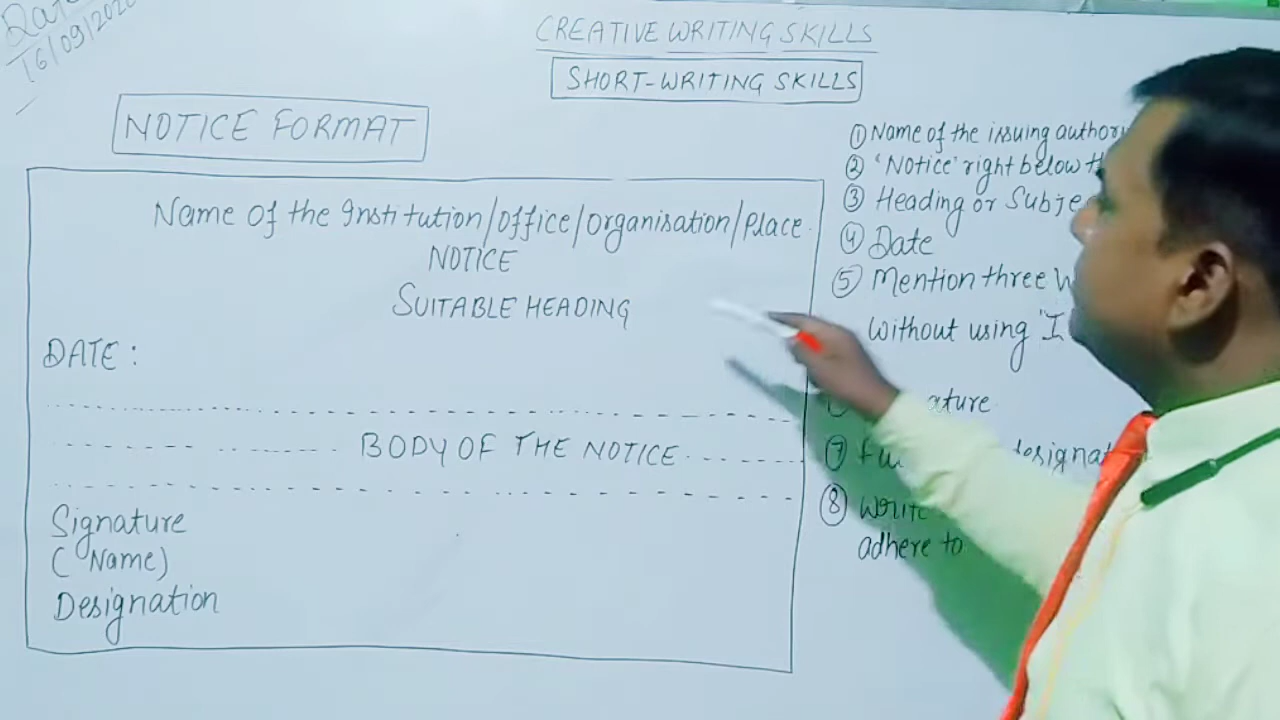 Date
16/09/2020
CREATIVE WRITING SKILLS
SHORT-WRITING SKILLS
NOTICE FORMAT
Name of the Institution/Office/Organisation/Place
NOTICE
SUITABLE HEADING
DATE :
BODY OF THE NOTICE
Signature
(Name)
Designation
① Name of the issuing
② 'Notice' right below
③ Heading or
④ Date
⑤ Mention three
without using 'I
⑦
⑧ Write
adhere to